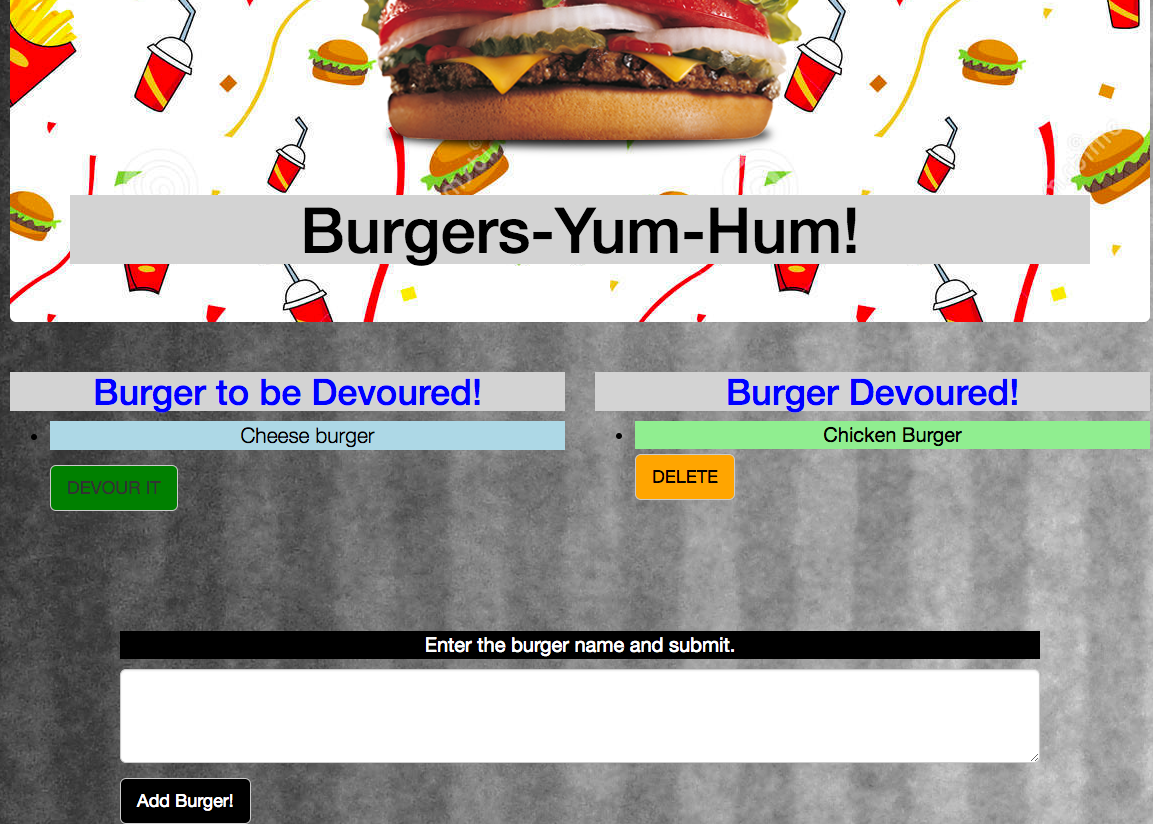 Burgers-Yum-Hum!
Burger to be Devoured!
Cheese burger
DEVOUR IT
Burger Devoured!
Chicken Burger
DELETE
Enter the burger name and submit.
Add Burger!